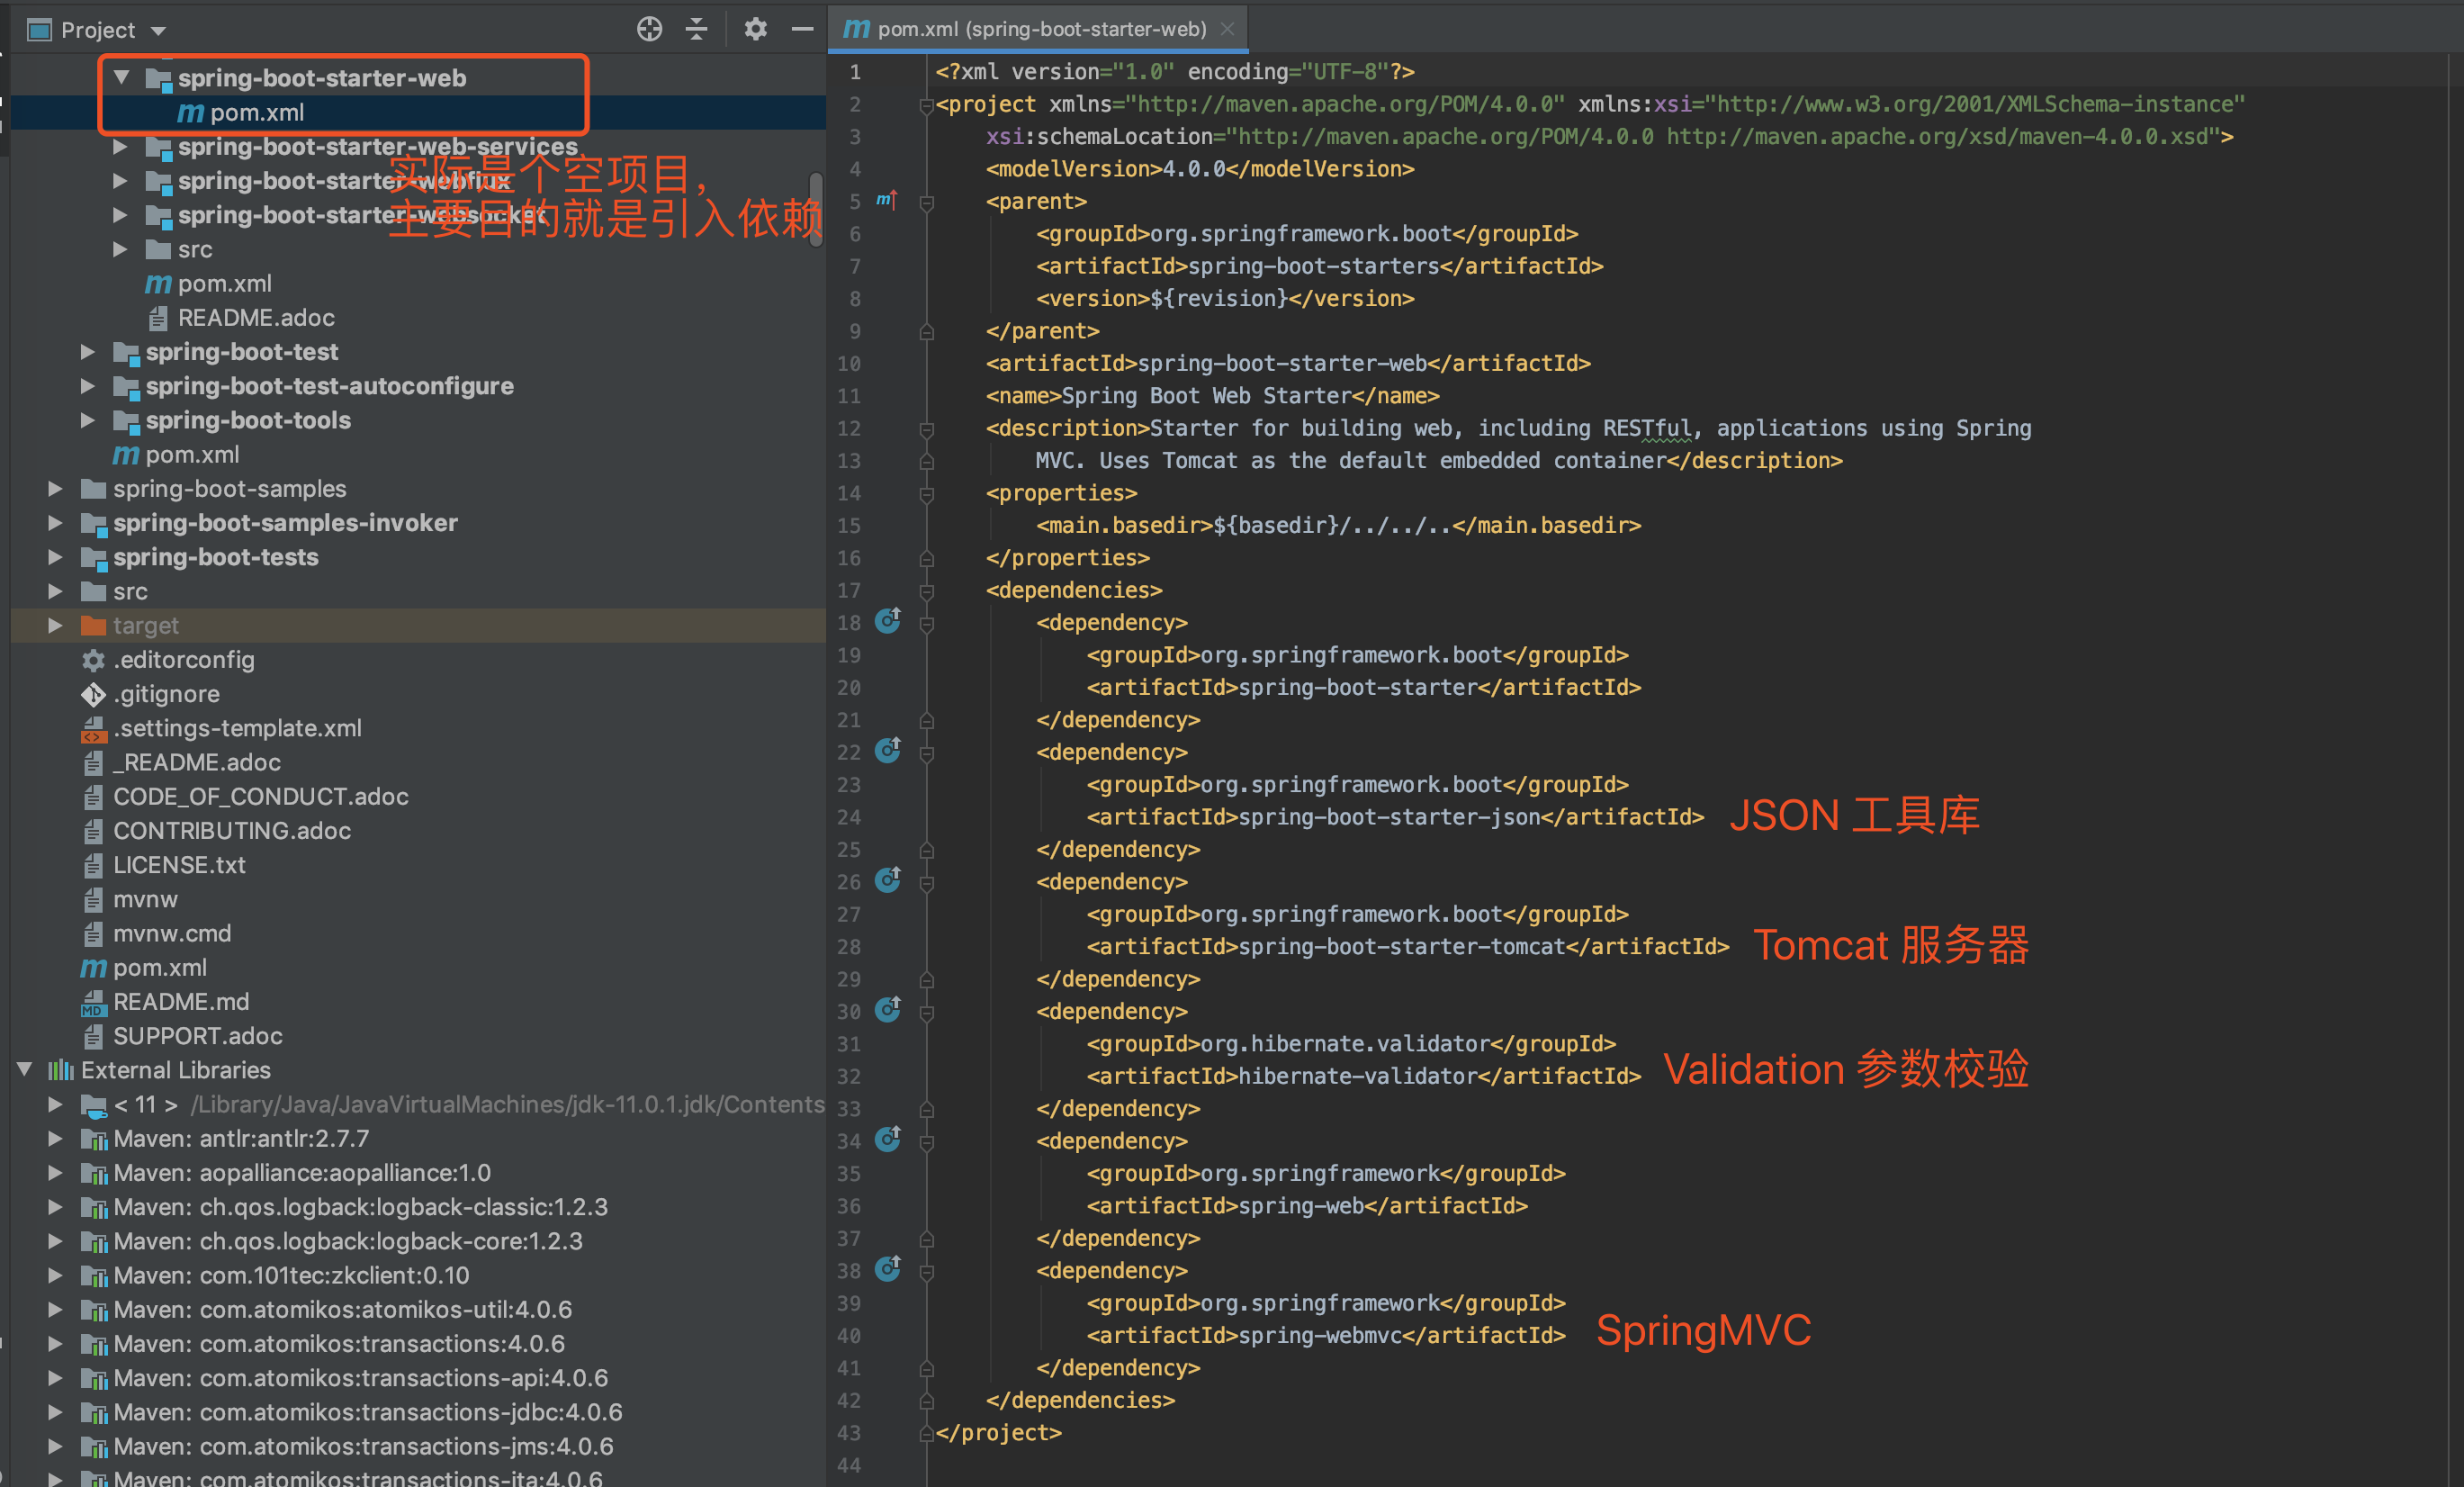 Project
spring-boot-starter-web
pom.xml
spring-boot-starter-web-services
spring-boot-starter-webflux
spring-boot-starter-websocket
实际是个空项目，
主要目的就是引入依赖
src
pom.xml
README.adoc
spring-boot-test
spring-boot-test-autoconfigure
spring-boot-tools
pom.xml
spring-boot-samples
spring-boot-samples-invoker
spring-boot-tests
src
target
.editorconfig
.gitignore
.settings-template.xml
_README.adoc
CODE_OF_CONDUCT.adoc
CONTRIBUTING.adoc
LICENSE.txt
mvnw
mvnw.cmd
pom.xml
README.md
SUPPORT.adoc
External Libraries
< 11 > /Library/Java/JavaVirtualMachines/jdk-11.0.1.jdk/Contents
Maven: antlr:antlr:2.7.7
Maven: aopalliance:aopalliance:1.0
Maven: ch.qos.logback:logback-classic:1.2.3
Maven: ch.qos.logback:logback-core:1.2.3
Maven: com.101tec:zkclient:0.10
Maven: com.atomikos:atomikos-util:4.0.6
Maven: com.atomikos:transactions:4.0.6
Maven: com.atomikos:transactions-api:4.0.6
Maven: com.atomikos:transactions-jdbc:4.0.6
Maven: com.atomikos:transactions-jms:4.0.6
Maven: com.atomikos:transactions-jta:4.0.6
pom.xml (spring-boot-starter-web)
1 <?xml version="1.0" encoding="UTF-8"?>
2 <project xmlns="http://maven.apache.org/POM/4.0.0" xmlns:xsi="http://www.w3.org/2001/XMLSchema-instance"
3 xsi:schemaLocation="http://maven.apache.org/POM/4.0.0 http://maven.apache.org/xsd/maven-4.0.0.xsd">
4 <modelVersion>4.0.0</modelVersion>
5 <parent>
6 <groupId>org.springframework.boot</groupId>
7 <artifactId>spring-boot-starters</artifactId>
8 <version>${revision}</version>
9 </parent>
10 <artifactId>spring-boot-starter-web</artifactId>
11 <name>Spring Boot Web Starter</name>
12 <description>Starter for building web, including RESTful, applications using Spring
13 MVC. Uses Tomcat as the default embedded container</description>
14 <properties>
15 <main.basedir>${basedir}/../../..</main.basedir>
16 </properties>
17 <dependencies>
18 <dependency>
19 <groupId>org.springframework.boot</groupId>
20 <artifactId>spring-boot-starter</artifactId>
21 </dependency>
22 <dependency>
23 <groupId>org.springframework.boot</groupId>
24 <artifactId>spring-boot-starter-json</artifactId> JSON 工具库
25 </dependency>
26 <dependency>
27 <groupId>org.springframework.boot</groupId>
28 <artifactId>spring-boot-starter-tomcat</artifactId> Tomcat 服务器
29 </dependency>
30 <dependency>
31 <groupId>org.hibernate.validator</groupId>
32 <artifactId>hibernate-validator</artifactId> Validation 参数校验
33 </dependency>
34 <dependency>
35 <groupId>org.springframework</groupId>
36 <artifactId>spring-web</artifactId>
37 </dependency>
38 <dependency>
39 <groupId>org.springframework</groupId>
40 <artifactId>spring-webmvc</artifactId> SpringMVC
41 </dependency>
42 </dependencies>
43 </project>
44